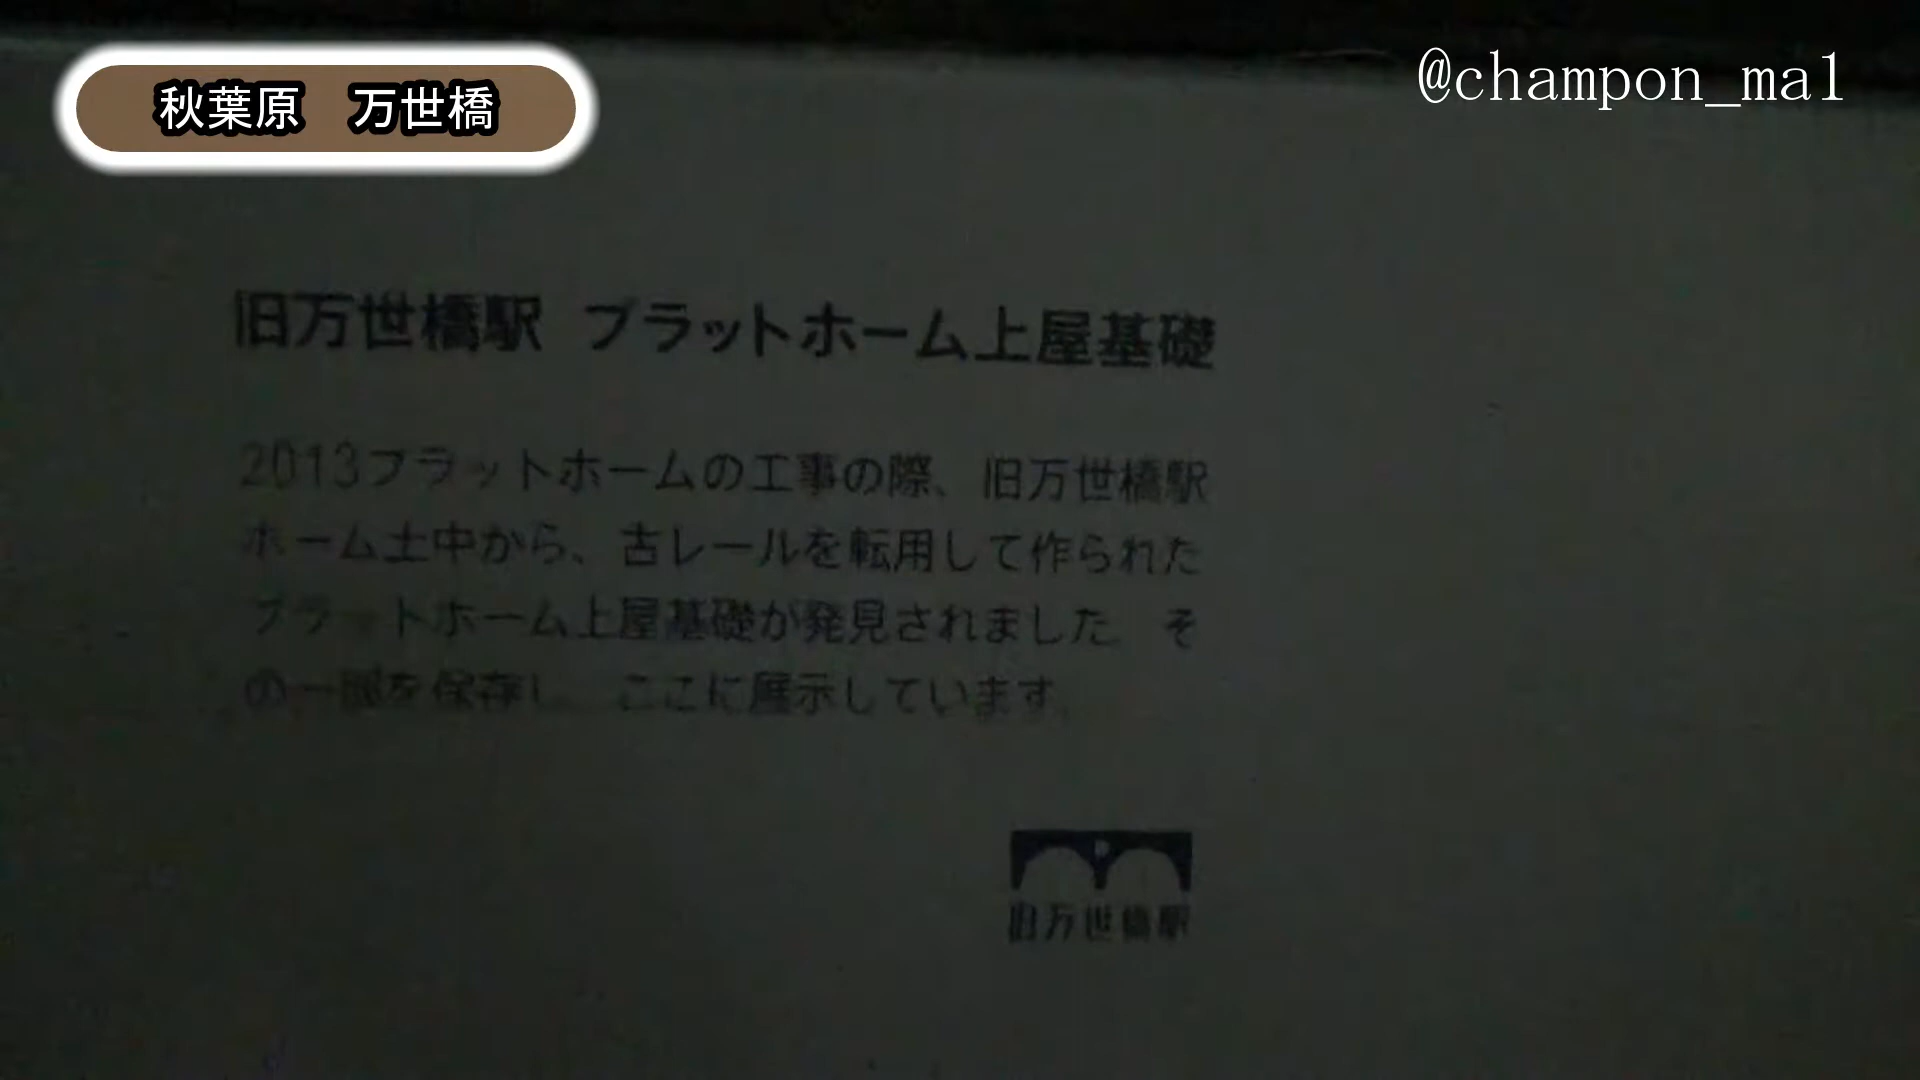 秋葉原　万世橋
@champon_ma1
旧万世橋駅 プラットホーム上屋基礎
2013プラットホームの工事の際、旧万世橋駅
ホーム土中から、古レールを転用して作られた
プラットホーム上屋基礎が発見されました。そ
の一部を保存し、ここに展示しています。
旧万世橋駅